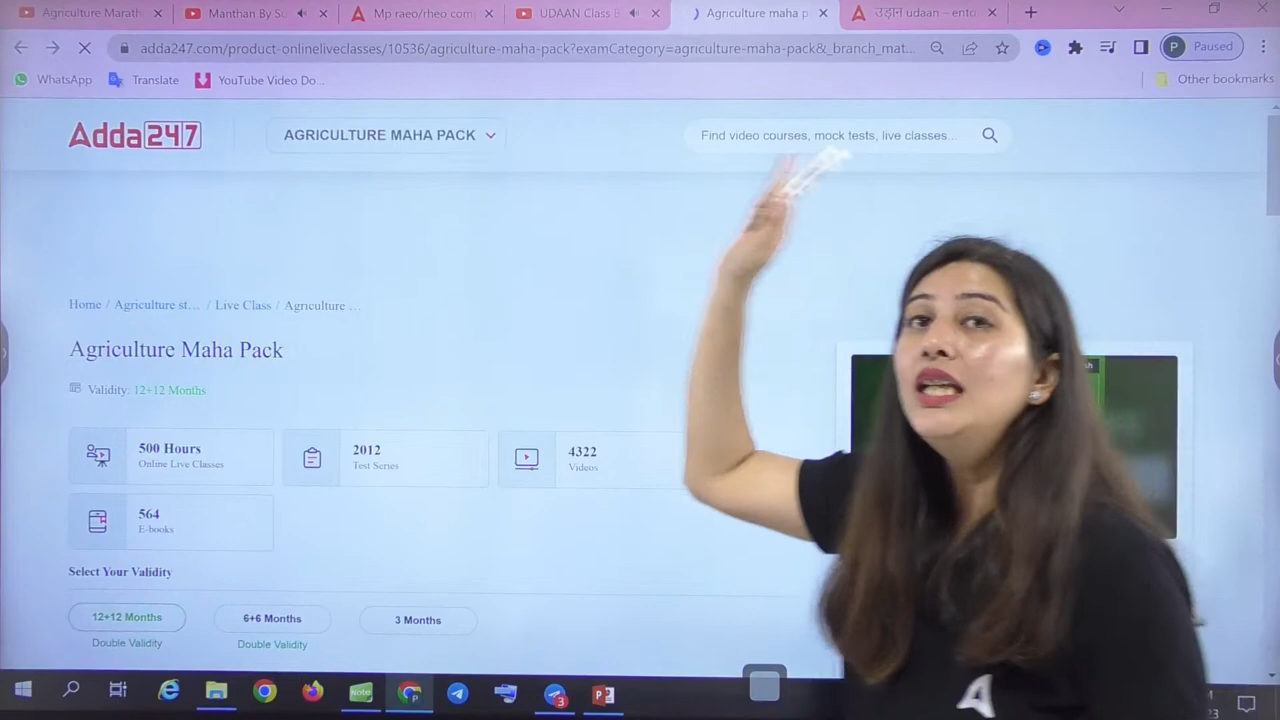 Agriculture Marath
Manthan By Su
Mp raeo/rheo com
UDAAN Class
Agriculture maha p
उड़ान udaan – ento
adda247.com/product-onlineliveclasses/10536/agriculture-maha-pack?examCategory=agriculture-maha-pack&_branch_mat...
P Paused
WhatsApp
Translate
YouTube Video Do...
Other bookmarks
Adda247
AGRICULTURE MAHA PACK
Find video courses, mock tests, live classes...
Home / Agriculture st... / Live Class / Agriculture ...
Agriculture Maha Pack
Validity: 12+12 Months
500 Hours
Online Live Classes
2012
Test Series
4322
Videos
564
E-books
Select Your Validity
12+12 Months
Double Validity
6+6 Months
Double Validity
3 Months
Note
3